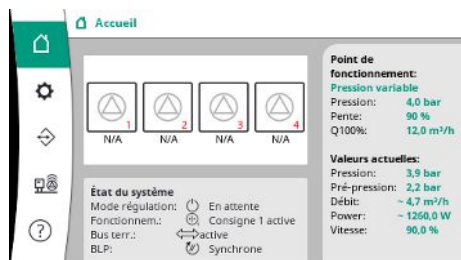 Accueil
1
2
3
4
N/A
N/A
N/A
N/A
État du système
Mode régulation: En attente
Fonctionnem.: Consigne 1 active
Bus terr.: active
BLP: Synchrone
Point de
fonctionnement:
Pression variable
Pression: 4,0 bar
Pente: 90 %
Q100%: 12,0 m³/h
Valeurs actuelles:
Pression: 3,9 bar
Pré-pression: 2,2 bar
Débit: ~ 4,7 m³/h
Power: ~ 1260,0 W
Vitesse: 90,0 %
?